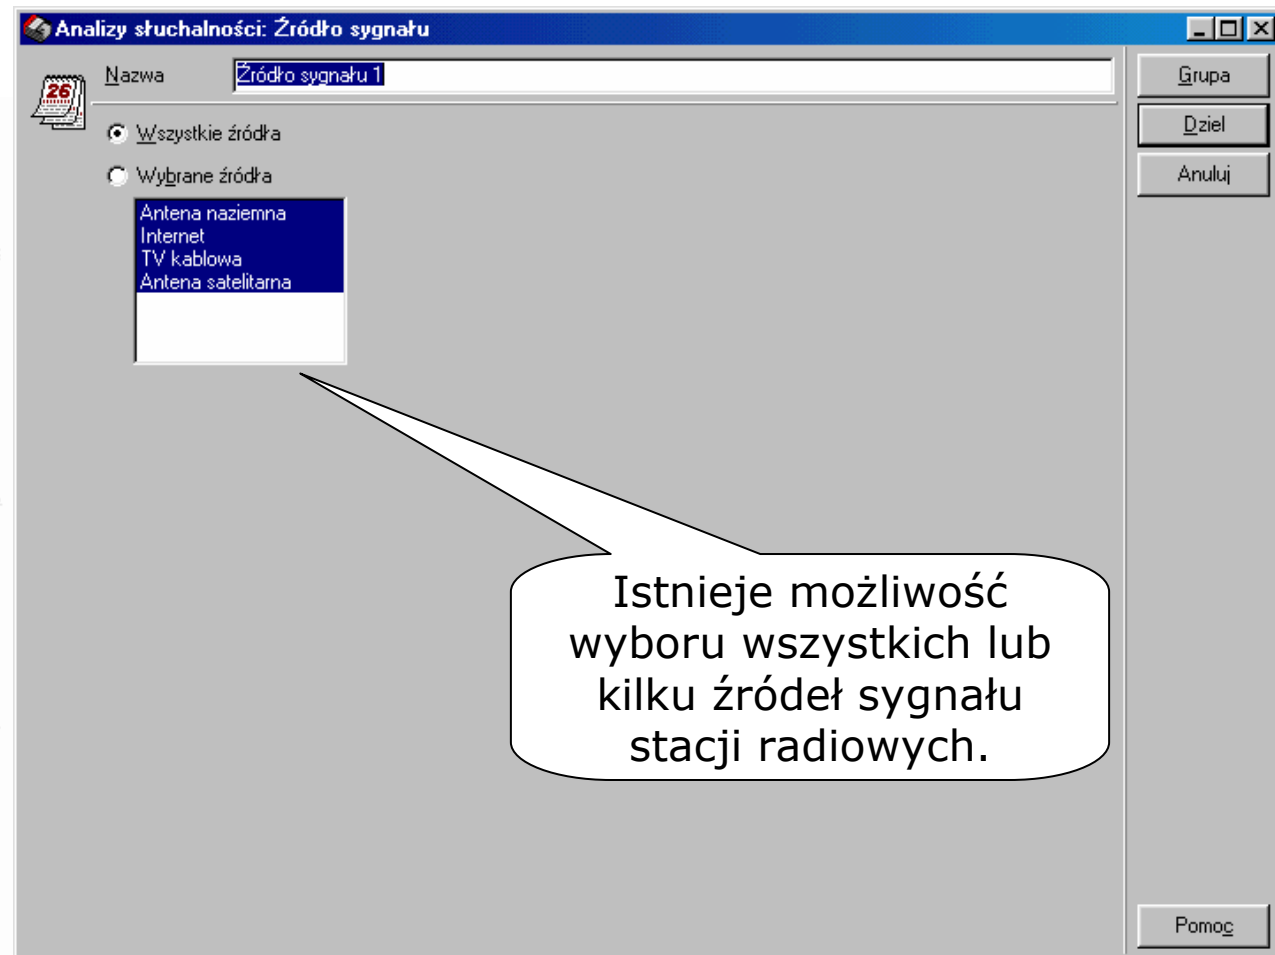 Analizy słuchalności: Źródło sygnału
Nazwa
Źródło sygnału 1
Grupa
26
Wszystkie źródła
Dziel
Wybrane źródła
Anuluj
Antena naziemna
Internet
TV kablowa
Antena satelitarna
Istnieje możliwość
wyboru wszystkich lub
kilku źródeł sygnału
stacji radiowych.
Pomoc